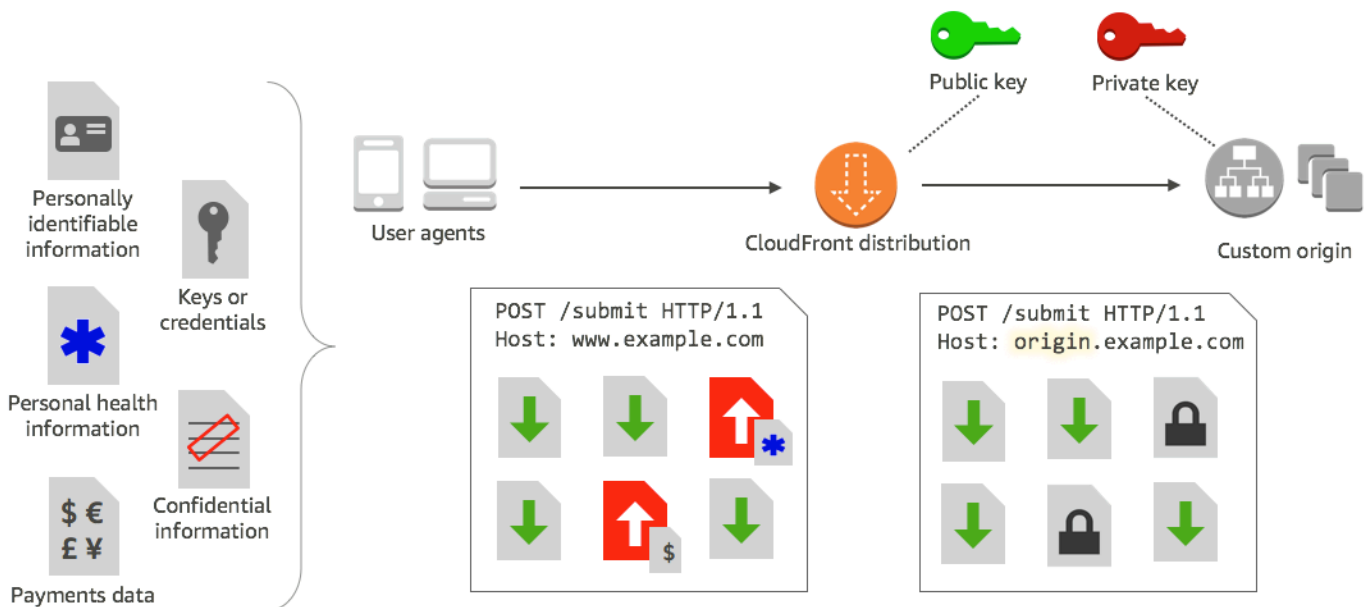 Public key
Private key
Personally
identifiable
information
Keys or
credentials
Personal health
information
Confidential
information
$ €
£ ¥
Payments data
User agents
CloudFront distribution
Custom origin
POST /submit HTTP/1.1
Host: www.example.com
$
POST /submit HTTP/1.1
Host: origin.example.com